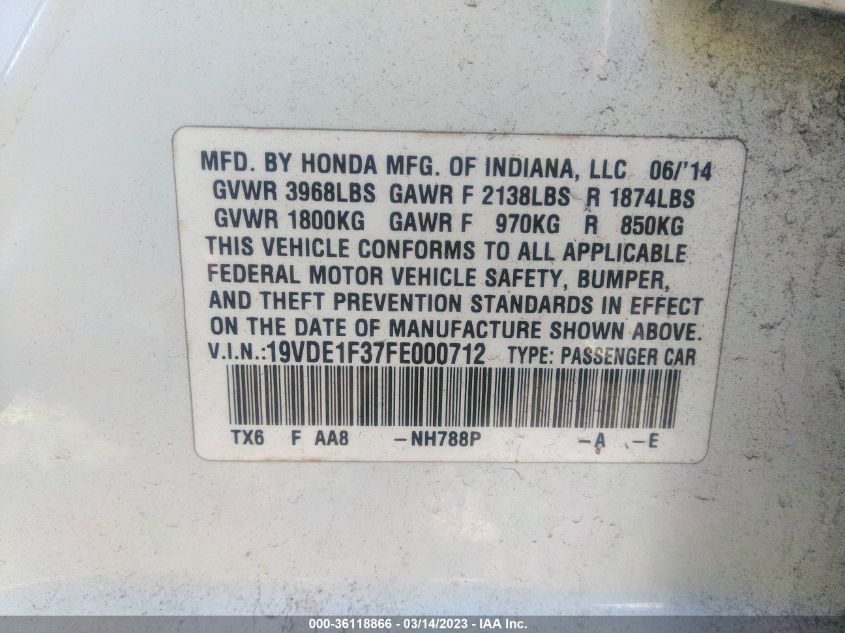 MFD. BY HONDA MFG. OF INDIANA, LLC 06/'14
GVWR 3968LBS GAWR F 2138LBS R 1874LBS
GVWR 1800KG GAWR F 970KG R 850KG
THIS VEHICLE CONFORMS TO ALL APPLICABLE
FEDERAL MOTOR VEHICLE SAFETY, BUMPER,
AND THEFT PREVENTION STANDARDS IN EFFECT
ON THE DATE OF MANUFACTURE SHOWN ABOVE.
V.I.N.:19VDE1F37FE000712 TYPE: PASSENGER CAR
TX6 F AA8 -NH788P -A -E
000-36118866 - 03/14/2023 - IAA Inc.